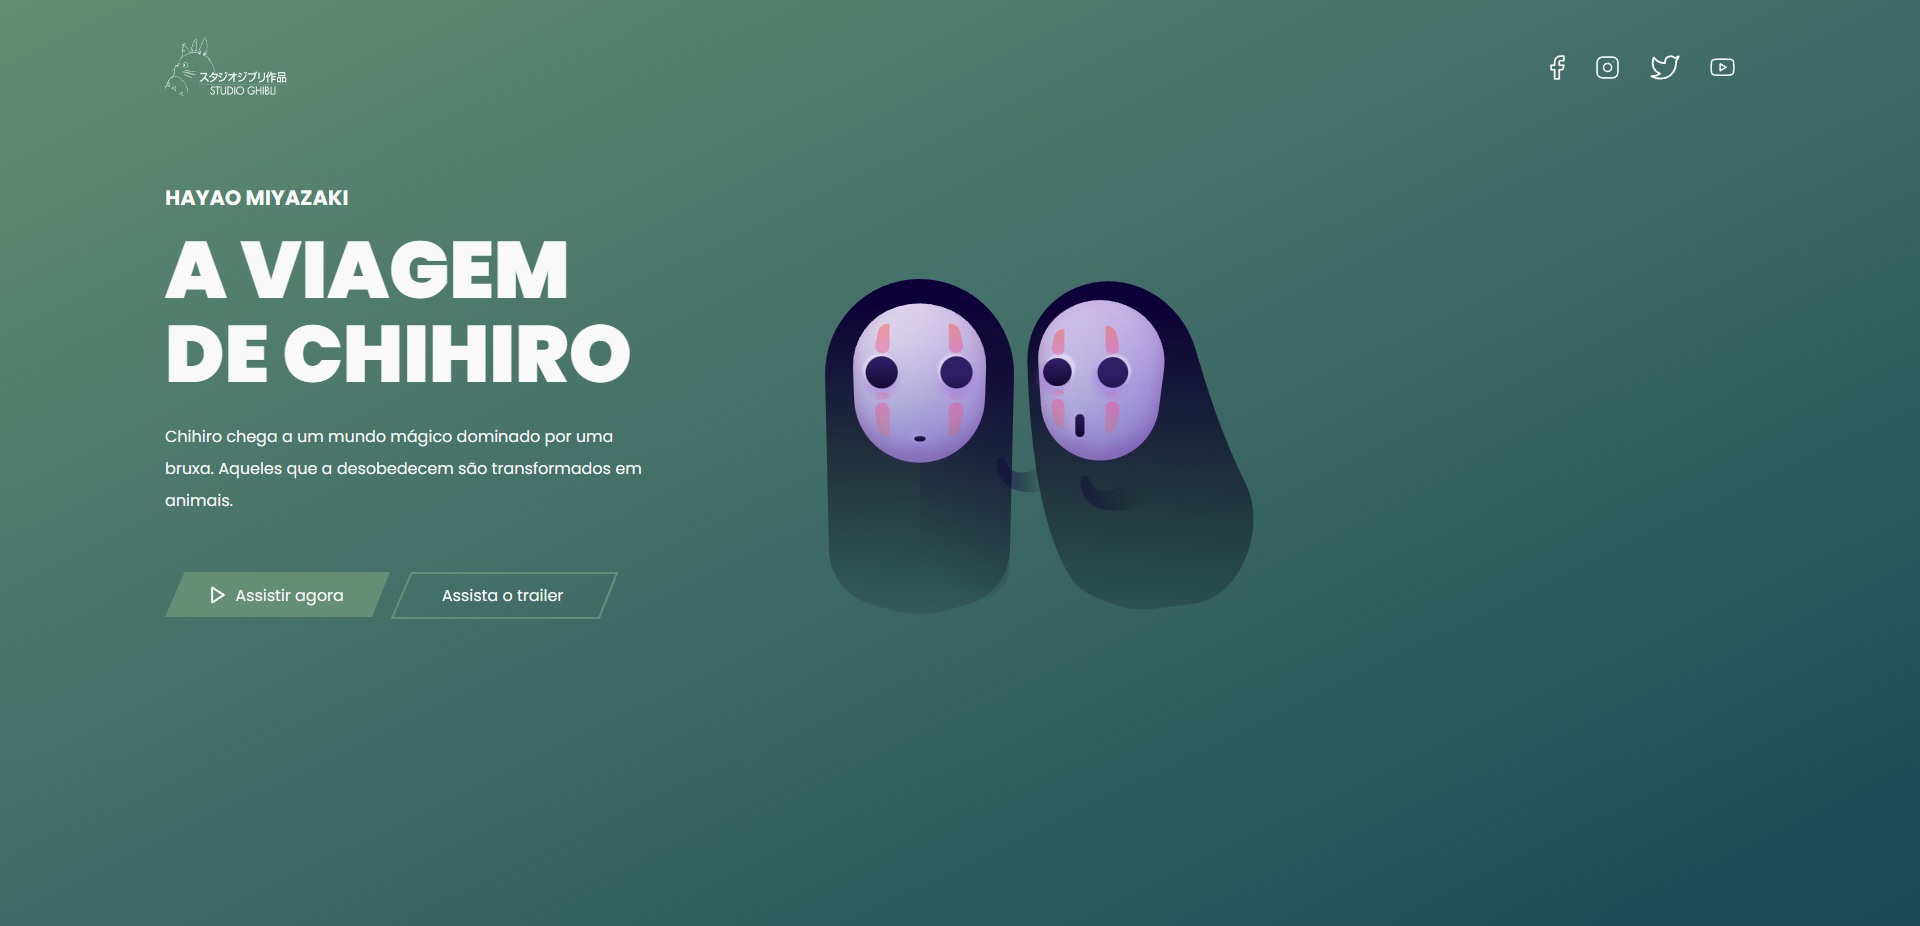 スタジオジブリ作品
STUDIO GHIBLI
HAYAO MIYAZAKI
A VIAGEM
DE CHIHIRO
Chihiro chega a um mundo mágico dominado por uma
bruxa. Aqueles que a desobedecem são transformados em
animais.
Assistir agora
Assista o trailer